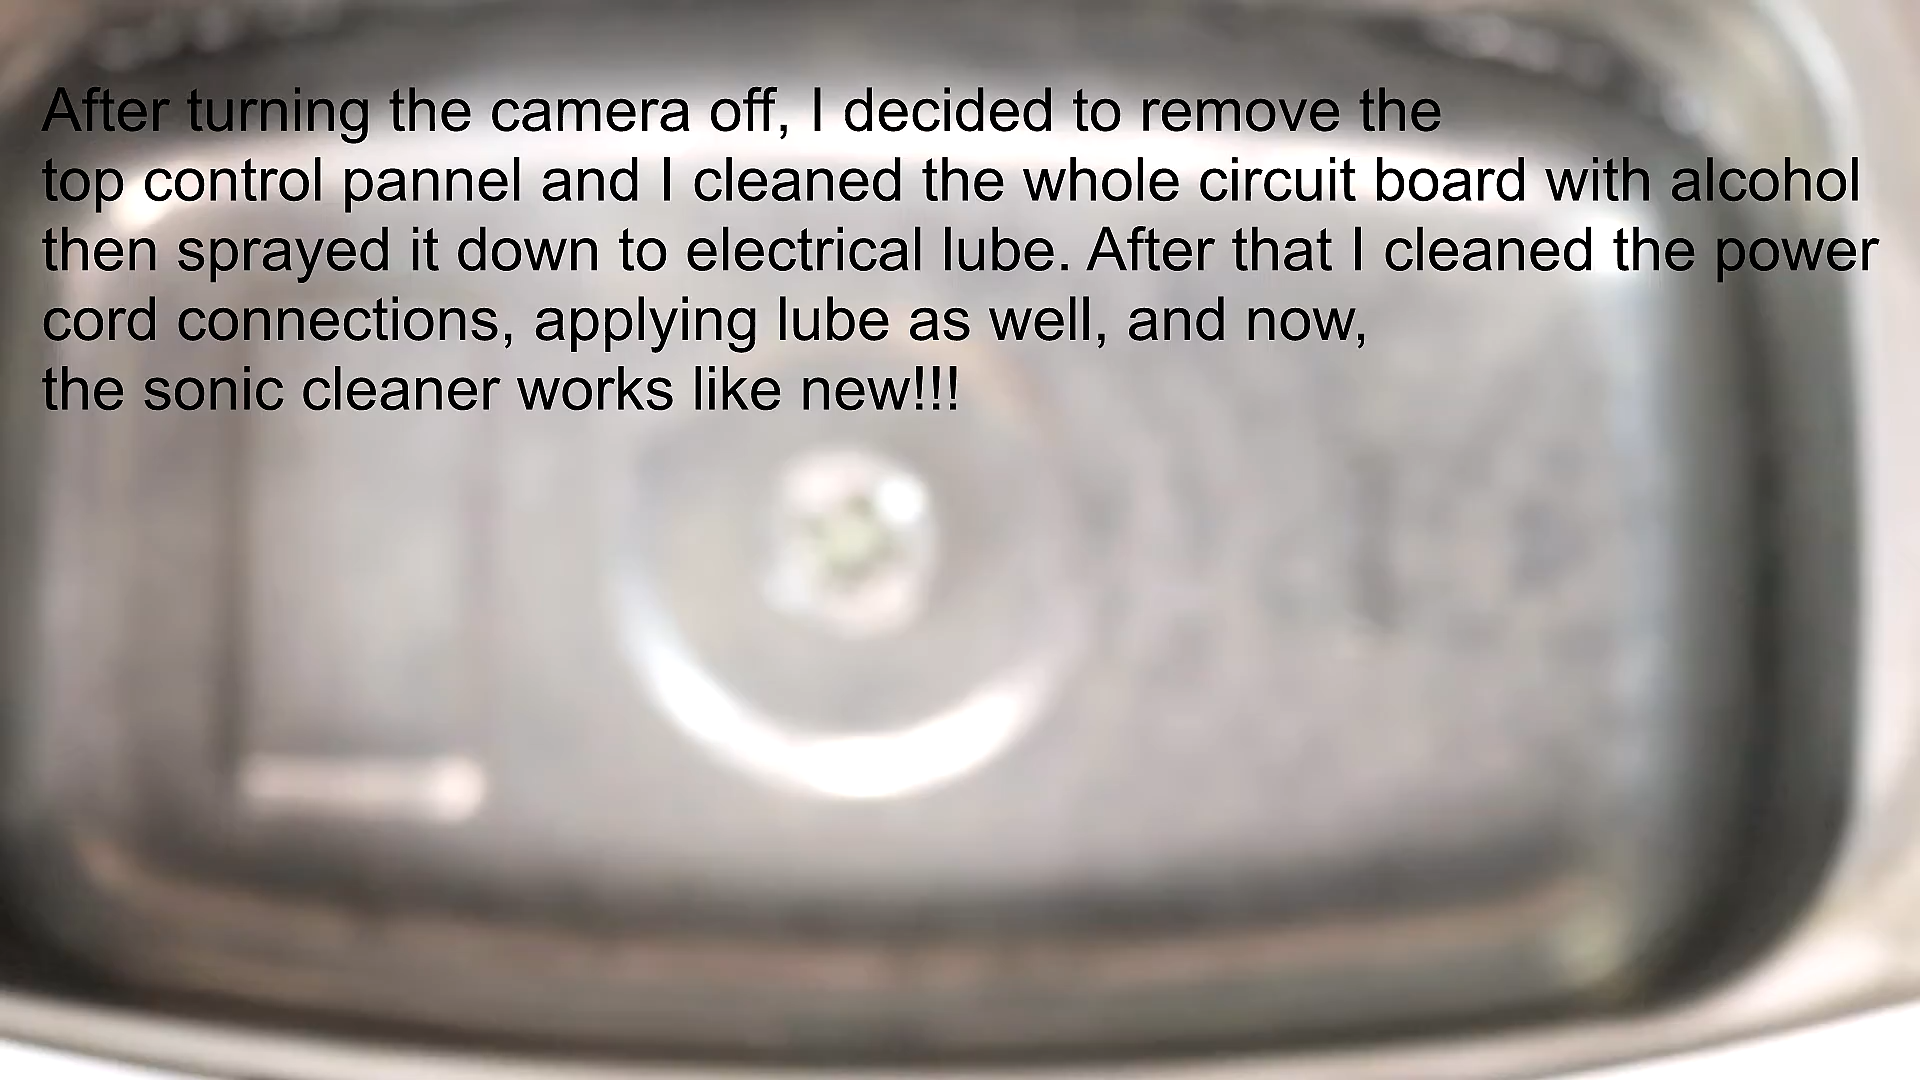 After turning the camera off, I decided to remove the
top control pannel and I cleaned the whole circuit board with alcohol
then sprayed it down to electrical lube. After that I cleaned the power
cord connections, applying lube as well, and now,
the sonic cleaner works like new!!!